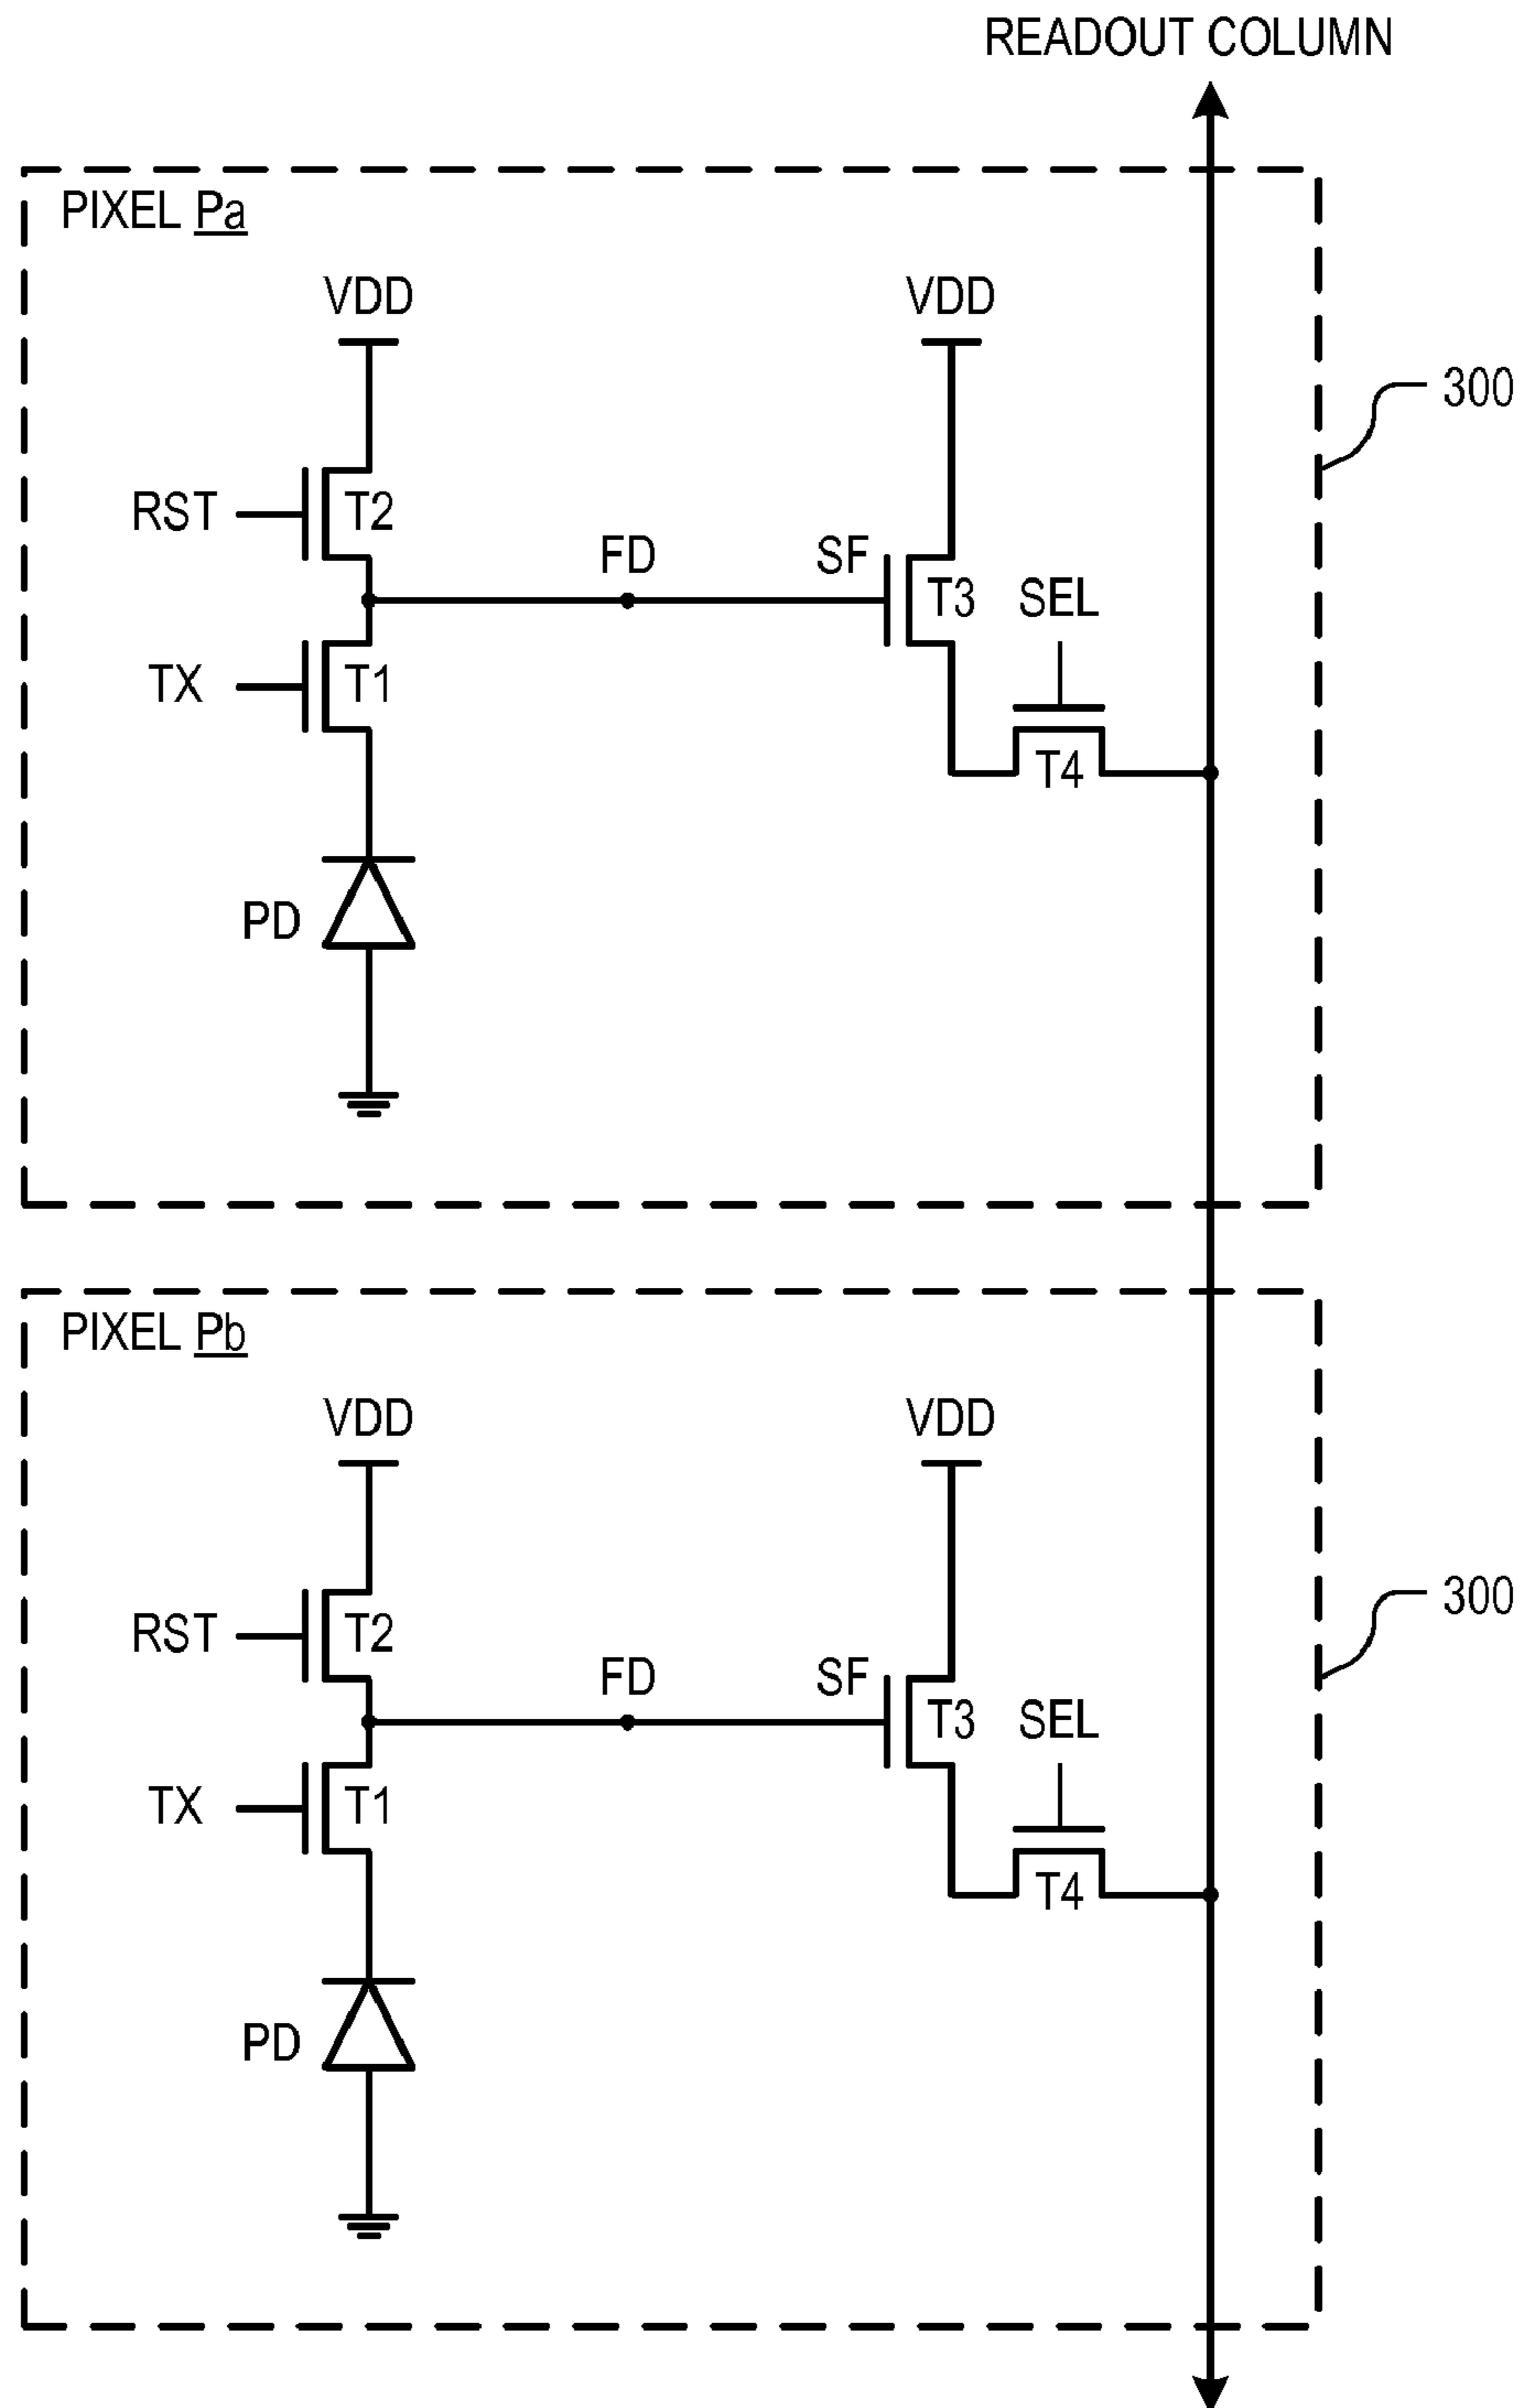 READOUT COLUMN
PIXEL Pa
VDD
VDD
300
RST
T2
FD
SF
T3
SEL
TX
T1
T4
PD
PIXEL Pb
VDD
VDD
300
RST
T2
FD
SF
T3
SEL
TX
T1
T4
PD